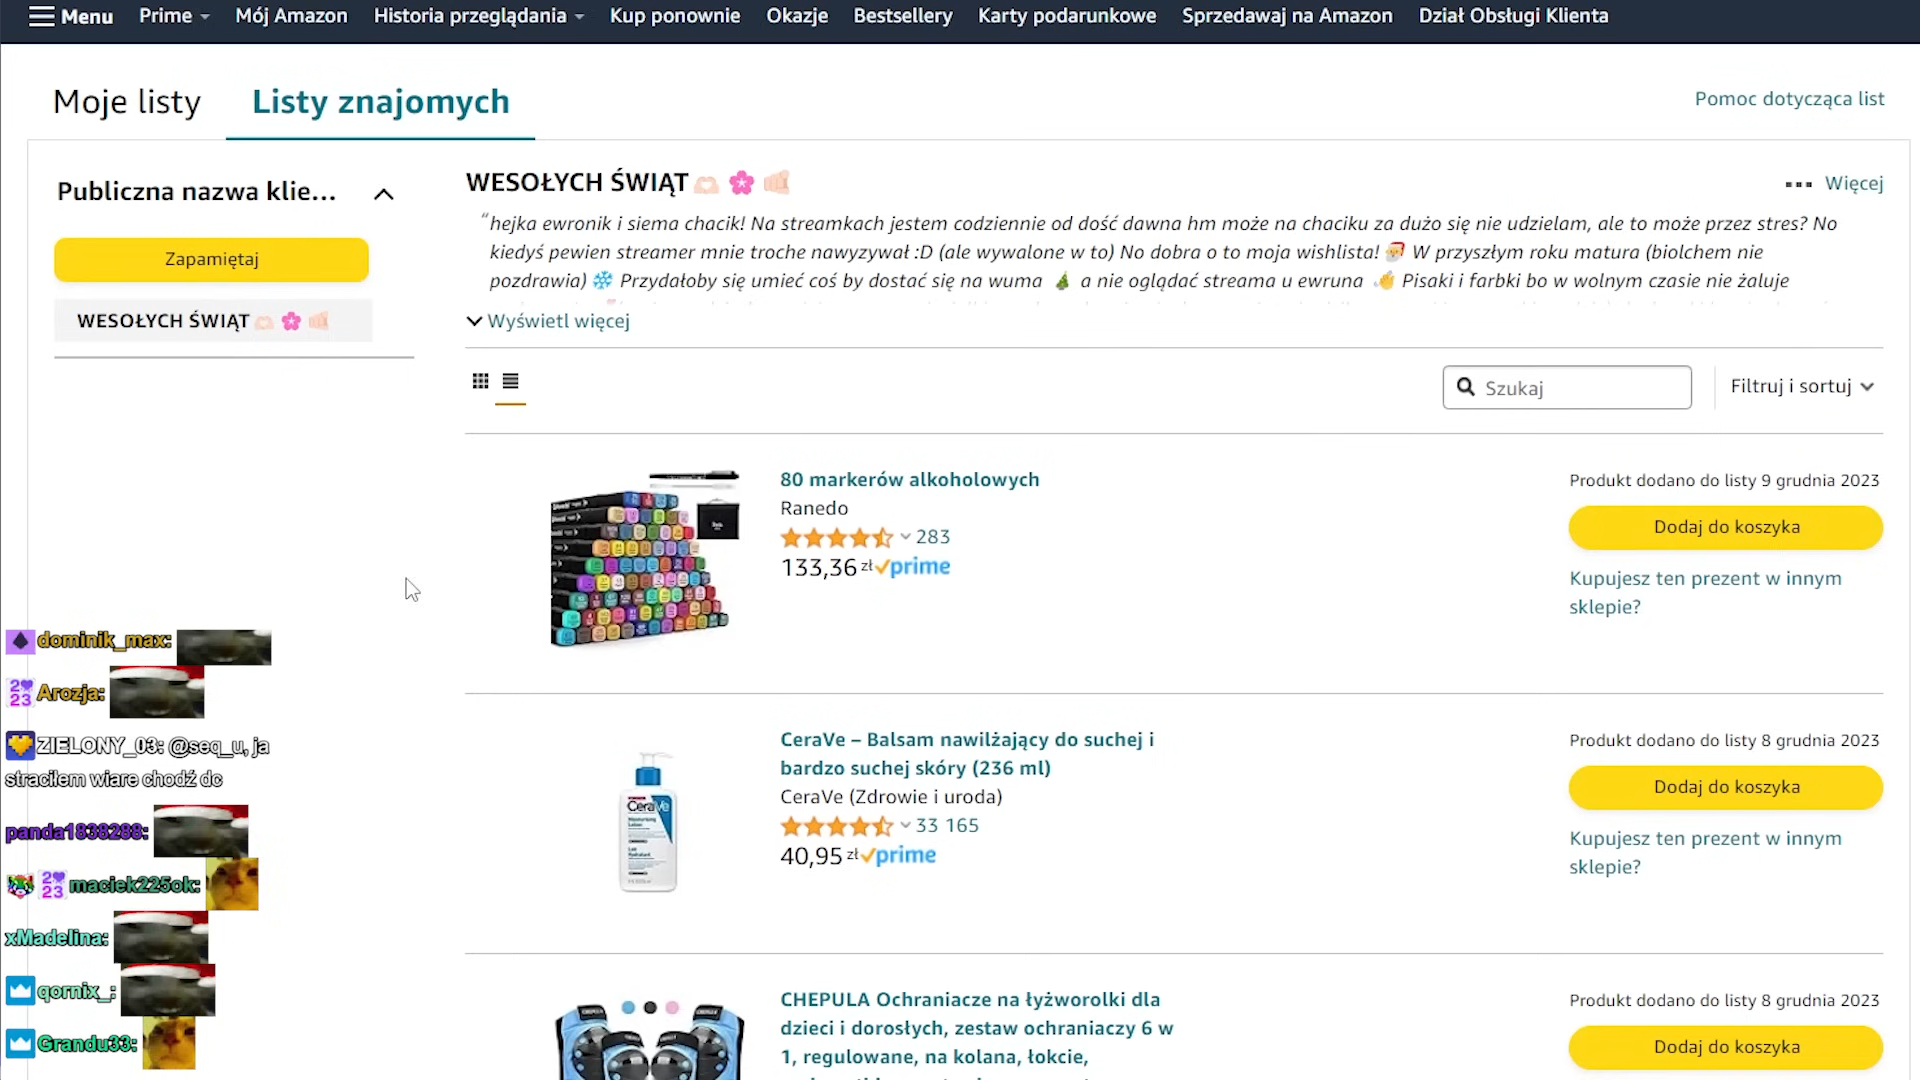 Menu Prime Mój Amazon Historia przeglądania Kup ponownie Okazje Bestsellery Karty podarunkowe Sprzedawaj na Amazon Dział Obsługi Klienta
Moje listy Listy znajomych Pomoc dotycząca list
Publiczna nazwa klie...
Zapamiętaj
WESOŁYCH ŚWIĄT
WESOŁYCH ŚWIĄT
Więcej
“hejka ewronik i siema chacik! Na streamkach jestem codziennie od dość dawna hm może na chaciku za dużo się nie udzielam, ale to może przez stres? No
kiedyś pewien streamer mnie troche nawyzywał :D (ale wywalone w to) No dobra o to moja wishlista! 🎅 W przyszłym roku matura (biolchem nie
pozdrawia) ❄️ Przydałoby się umieć coś by dostać się na wuma 🎄 a nie oglądać streama u ewruna 👋 Pisaki i farbki bo w wolnym czasie nie żaluje
Wyświetl więcej
Szukaj
Filtruj i sortuj
80 markerów alkoholowych
Ranedo
283
133,36 zł prime
Produkt dodano do listy 9 grudnia 2023
Dodaj do koszyka
Kupujesz ten prezent w innym
sklepie?
CeraVe – Balsam nawilżający do suchej i
bardzo suchej skóry (236 ml)
CeraVe (Zdrowie i uroda)
33 165
40,95 zł prime
CeraVe
Produkt dodano do listy 8 grudnia 2023
Dodaj do koszyka
Kupujesz ten prezent w innym
sklepie?
CHEPULA Ochraniacze na łyżworolki dla
dzieci i dorosłych, zestaw ochraniaczy 6 w
1, regulowane, na kolana, łokcie,
Produkt dodano do listy 8 grudnia 2023
Dodaj do koszyka
dominik_max:
Arozja:
ZIELONY_03: @seq_u, ja
straciłem wiare chodź dc
panda1838288:
maciek225ok:
xMadelina:
qornix_:
Grandu33: